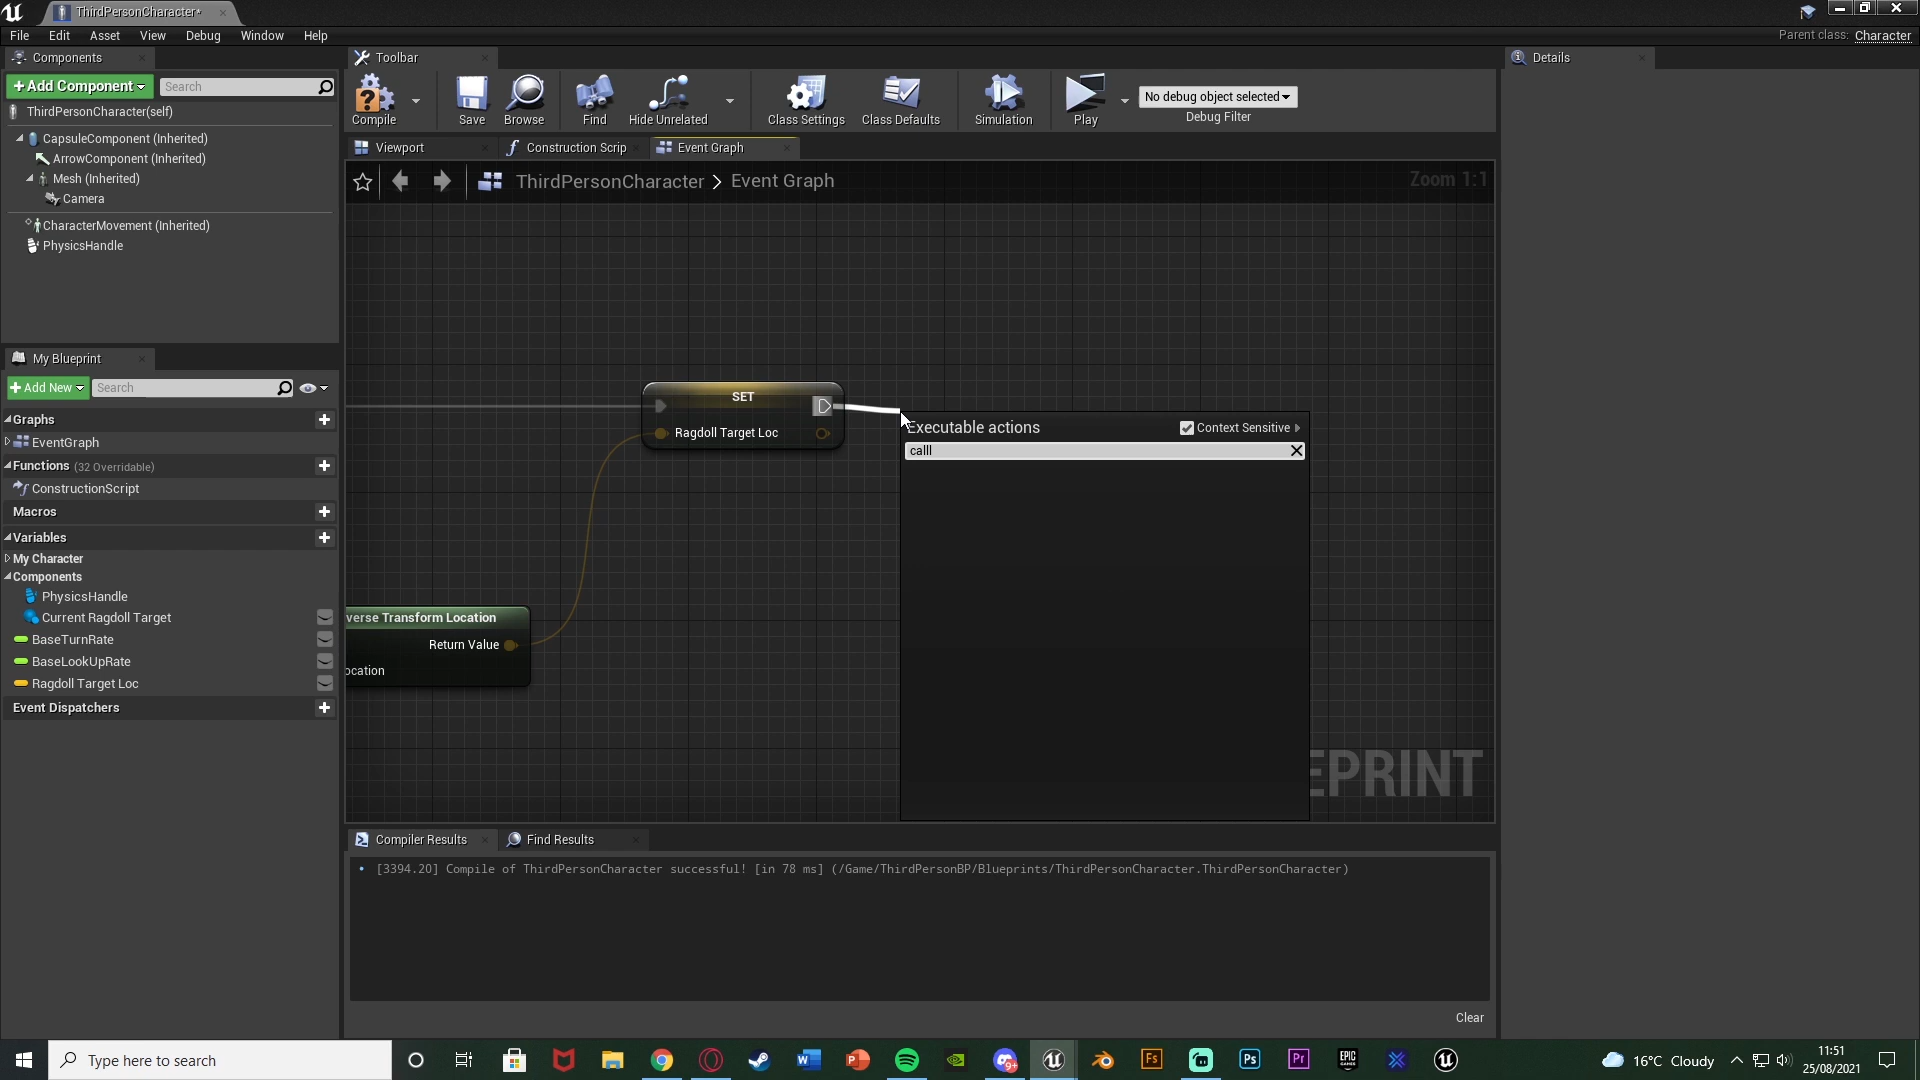 ThirdPersonCharacter*
File Edit Asset View Debug Window Help
Parent class: Character
Components
+Add Component Search
ThirdPersonCharacter(self)
CapsuleComponent (Inherited)
ArrowComponent (Inherited)
Mesh (Inherited)
Camera
CharacterMovement (Inherited)
PhysicsHandle
My Blueprint
+Add New Search
Graphs
EventGraph
Functions (32 Overridable)
ConstructionScript
Macros
Variables
My Character
Components
PhysicsHandle
Current Ragdoll Target
BaseTurnRate
BaseLookUpRate
Ragdoll Target Loc
Event Dispatchers
Toolbar
Compile Save Browse Find Hide Unrelated Class Settings Class Defaults Simulation Play
No debug object selected
Debug Filter
Viewport Construction Scrip Event Graph
ThirdPersonCharacter > Event Graph
Zoom 1:1
SET
Ragdoll Target Loc
verse Transform Location
Return Value
ocation
Executable actions
Context Sensitive
calll
EPRINT
Compiler Results Find Results
[3394.20] Compile of ThirdPersonCharacter successful! [in 78 ms] (/Game/ThirdPersonBP/Blueprints/ThirdPersonCharacter.ThirdPersonCharacter)
Clear
Details
Type here to search
9+
Fs
Ps
Pr
EPIC GAMES
16°C Cloudy
11:51
25/08/2021